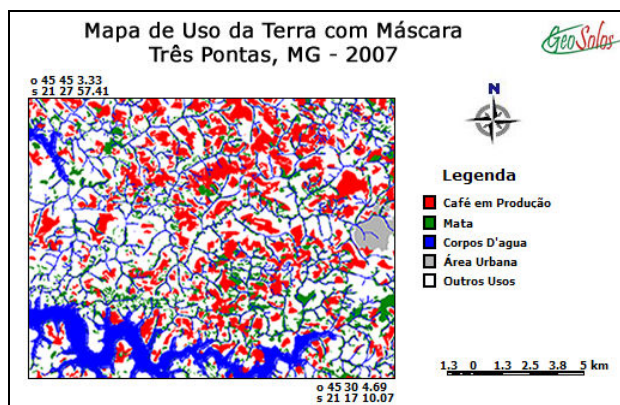 Mapa de Uso da Terra com Máscara
Três Pontas, MG - 2007
GeoSolos
o 45 45 3.33
s 21 27 57.41
N
Legenda
Café em Produção
Mata
Corpos D'agua
Área Urbana
Outros Usos
1.3 0 1.3 2.5 3.8 5 km
o 45 30 4.69
s 21 17 10.07